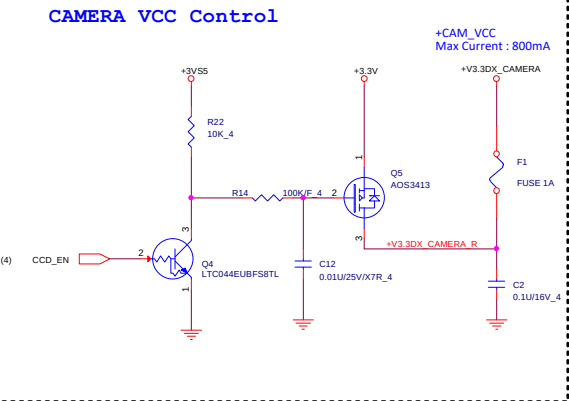 CAMERA VCC Control
+CAM_VCC
Max Current : 800mA
+3VS5
+3.3V
+V3.3DX_CAMERA
R22
10K_4
1
Q5
AOS3413
F1
FUSE 1A
R14
100K/F_4
2
3
3
+V3.3DX_CAMERA_R
(4)
CCD_EN
2
Q4
LTC044EUBFS8TL
1
C12
0.01U/25V/X7R_4
C2
0.1U/16V_4